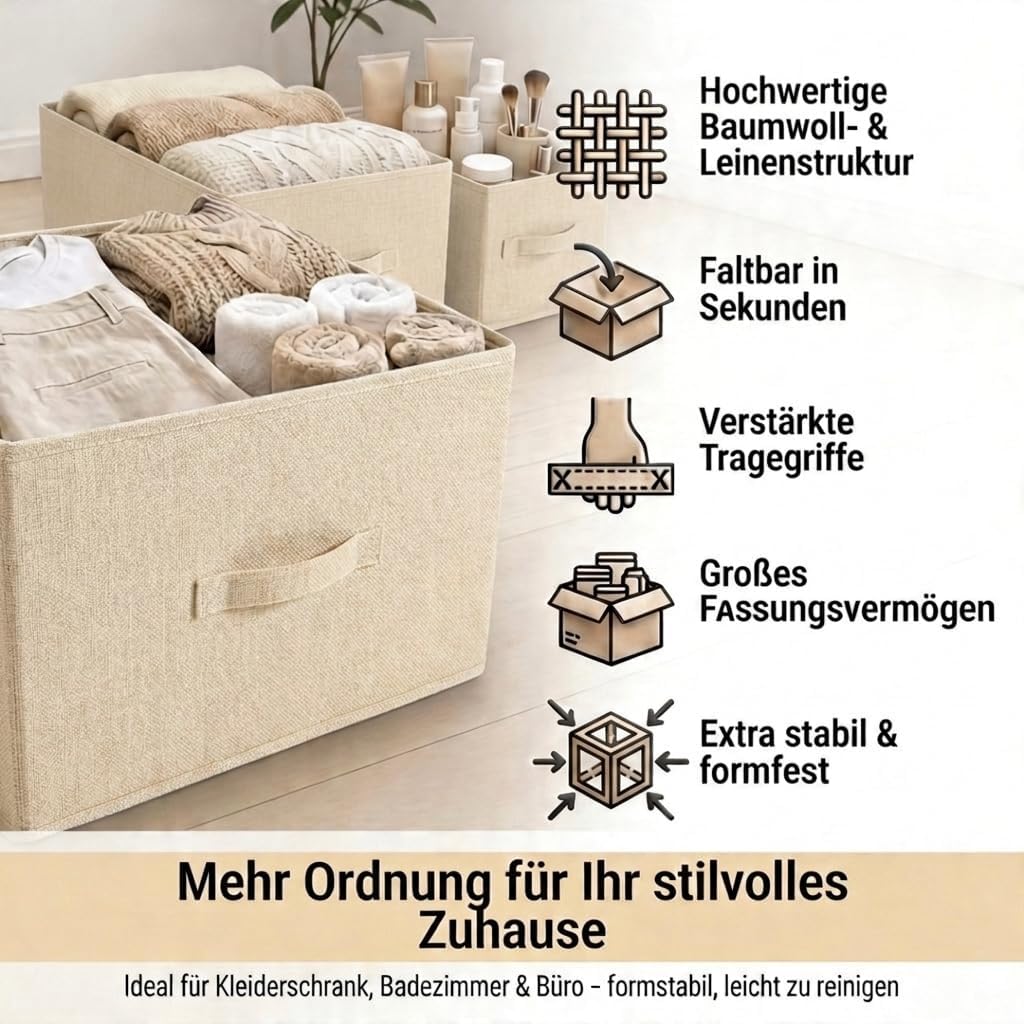 Hochwertige
Baumwoll- &
Leinenstruktur
Faltbar in
Sekunden
Verstärkte
Tragegriffe
X X
Großes
FAssungsvermögen
Extra stabil &
formfest
Mehr Ordnung für Ihr stilvolles
Zuhause
Ideal für Kleiderschrank, Badezimmer & Büro – formstabil, leicht zu reinigen